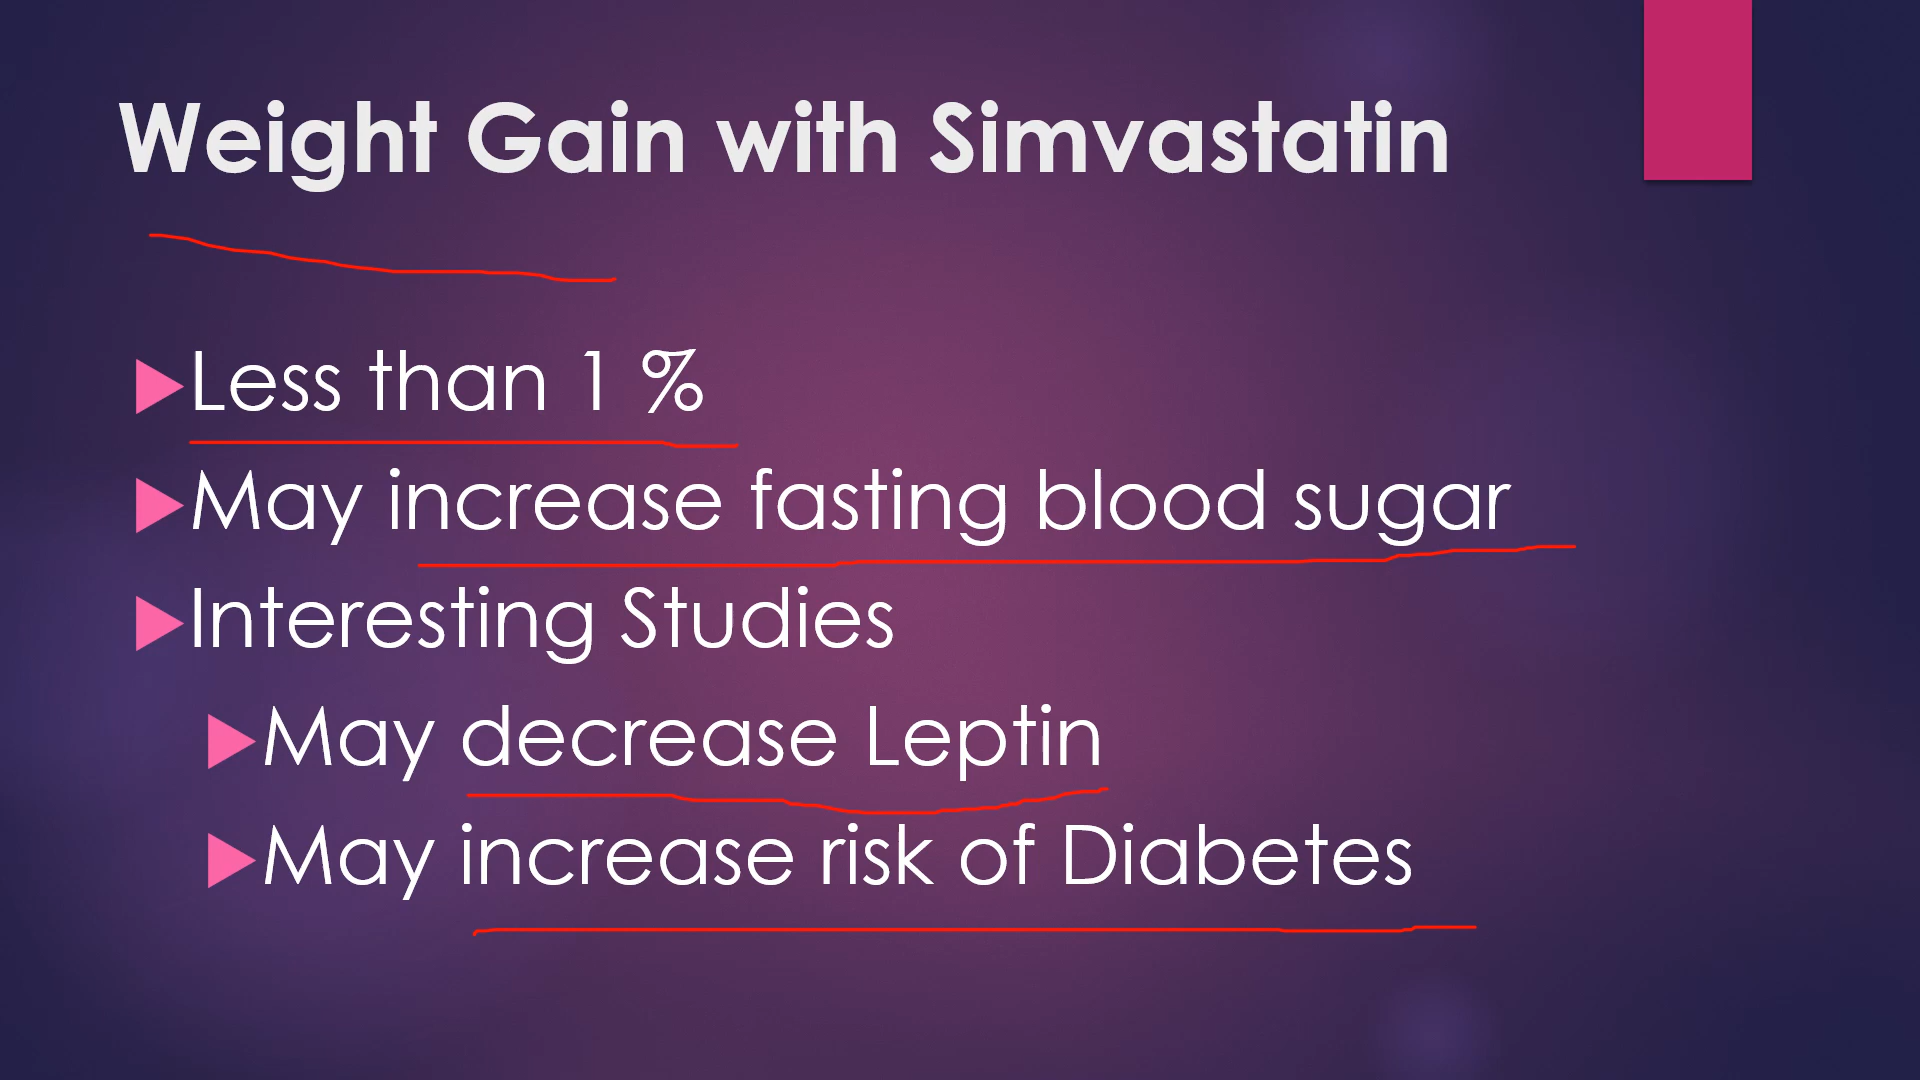 Weight Gain with Simvastatin
Less than 1 %
May increase fasting blood sugar
Interesting Studies
May decrease Leptin
May increase risk of Diabetes